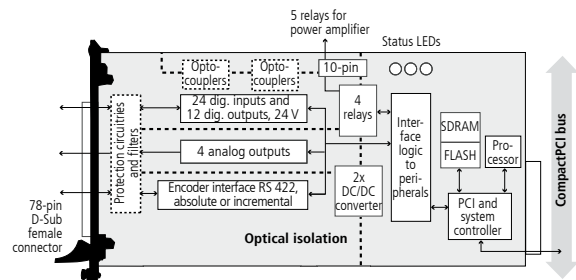 5 relays for
power amplifier
Status LEDs
Opto-
couplers
Opto-
couplers
10-pin
24 dig. inputs and
12 dig. outputs, 24 V
4
relays
Protection circuitries
and filters
4 analog outputs
Inter-
face
logic
to
peri-
pherals
SDRAM
FLASH
Pro-
cessor
Encoder interface RS 422,
absolute or incremental
2x
DC/DC
converter
PCI and
system
controller
78-pin
D-Sub
female
connector
Optical isolation
CompactPCI bus